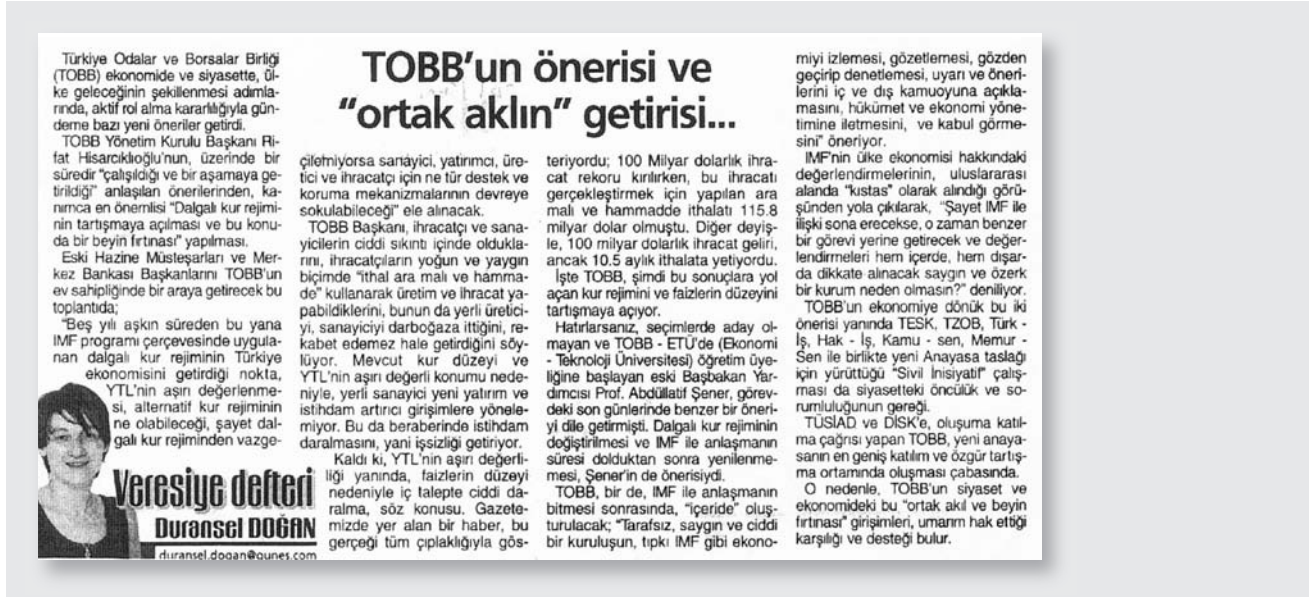 TOBB'un önerisi ve
"ortak aklın" getirisi...
Türkiye Odalar ve Borsalar Birliği
(TOBB) ekonomide ve siyasette, ül-
ke geleceğinin şekillenmesi adımla-
rında, aktif rol alma kararlılığıyla gün-
deme bazı yeni öneriler getirdi.
TOBB Yönetim Kurulu Başkanı Ri-
fat Hisarcıklıoğlu'nun, üzerinde bir
süredir "çalışıldığı ve bir aşamaya ge-
tirildiği" anlaşılan önerilerinden, ka-
nımca en önemlisi "Dalgalı kur rejimi-
nin tartışmaya açılması ve bu konu-
da bir beyin fırtınası" yapılması.
Eski Hazine Müsteşarları ve Mer-
kez Bankası Başkanlarını TOBB'un
ev sahipliğinde bir araya getirecek bu
toplantıda;
"Beş yılı aşkın süreden bu yana
IMF programı çerçevesinde uygula-
nan dalgalı kur rejiminin Türkiye
ekonomisini getirdiği nokta,
YTL'nin aşırı değerlenme-
si, alternatif kur rejiminin
ne olabileceği, şayet dal-
galı kur rejiminden vazge-
Veresiye defteri
Duransel DOĞAN
duransel.dogan@gunes.com
çilemiyorsa sanayici, yatırımcı, üre-
tici ve ihracatçı için ne tür destek ve
koruma mekanizmalarının devreye
sokulabileceği" ele alınacak.
TOBB Başkanı, ihracatçı ve sana-
yicilerin ciddi sıkıntı içinde oldukla-
rını, ihracatçıların yoğun ve yaygın
biçimde "ithal ara malı ve hamma-
de" kullanarak üretim ve ihracat ya-
pabildiklerini, bunun da yerli üretici-
yi, sanayiciyi darboğaza ittiğini, re-
kabet edemez hale getirdiğini söy-
lüyor. Mevcut kur düzeyi ve
YTL'nin aşırı değerli konumu nede-
niyle, yerli sanayici yeni yatırım ve
istihdam artırıcı girişimlere yönele-
miyor. Bu da beraberinde istihdam
daralmasını, yani işsizliği getiriyor.
Kaldı ki, YTL'nin aşırı değerli-
liği yanında, faizlerin düzeyi
nedeniyle iç talepte ciddi da-
ralma, söz konusu. Gazete-
mizde yer alan bir haber, bu
gerçeği tüm çıplaklığıyla gös-
teriyordu; 100 Milyar dolarlık ihra-
cat rekoru kırılırken, bu ihracatı
gerçekleştirmek için yapılan ara
malı ve hammadde ithalatı 115.8
milyar dolar olmuştu. Diğer deyiş-
le, 100 milyar dolarlık ihracat geliri,
ancak 10.5 aylık ithalata yetiyordu.
İşte TOBB, şimdi bu sonuçlara yol
açan kur rejimini ve faizlerin düzeyini
tartışmaya açıyor.
Hatırlarsanız, seçimlerde aday ol-
mayan ve TOBB - ETÜ'de (Ekonomi
- Teknoloji Üniversitesi) öğretim üye-
liğine başlayan eski Başbakan Yar-
dımcısı Prof. Abdüllatif Şener, görev-
deki son günlerinde benzer bir öneri-
yi dile getirmişti. Dalgalı kur rejiminin
değiştirilmesi ve IMF ile anlaşmanın
süresi dolduktan sonra yenilenme-
mesi, Şener'in de önerisiydi.
TOBB, bir de, IMF ile anlaşmanın
bitmesi sonrasında, "içeride" oluş-
turulacak; "Tarafsız, saygın ve ciddi
bir kuruluşun, tıpkı IMF gibi ekono-
miyi izlemesi, gözetlemesi, gözden
geçirip denetlemesi, uyarı ve öneri-
lerini iç ve dış kamuoyuna açıkla-
masını, hükümet ve ekonomi yöne-
timine iletmesini, ve kabul görme-
sini" öneriyor.
IMF'nin ülke ekonomisi hakkındaki
değerlendirmelerinin, uluslararası
alanda "kıstas" olarak alındığı görü-
şünden yola çıkılarak, "Şayet IMF ile
ilişki sona erecekse, o zaman benzer
bir görevi yerine getirecek ve değer-
lendirmeleri hem içerde, hem dışar-
da dikkate alınacak saygın ve özerk
bir kurum neden olmasın?" deniliyor.
TOBB'un ekonomiye dönük bu iki
önerisi yanında TESK, TZOB, Türk -
İş, Hak - İş, Kamu - sen, Memur -
Sen ile birlikte yeni Anayasa taslağı
için yürüttüğü "Sivil İnisiyatif" çalış-
ması da siyasetteki öncülük ve so-
rumluluğunun gereği.
TÜSİAD ve DİSK'e, oluşuma katıl-
ma çağrısı yapan TOBB, yeni anaya-
sanın en geniş katılım ve özgür tartış-
ma ortamında oluşması çabasında.
O nedenle, TOBB'un siyaset ve
ekonomideki bu "ortak akıl ve beyin
fırtınası" girişimleri, umarım hak ettiği
karşılığı ve desteği bulur.